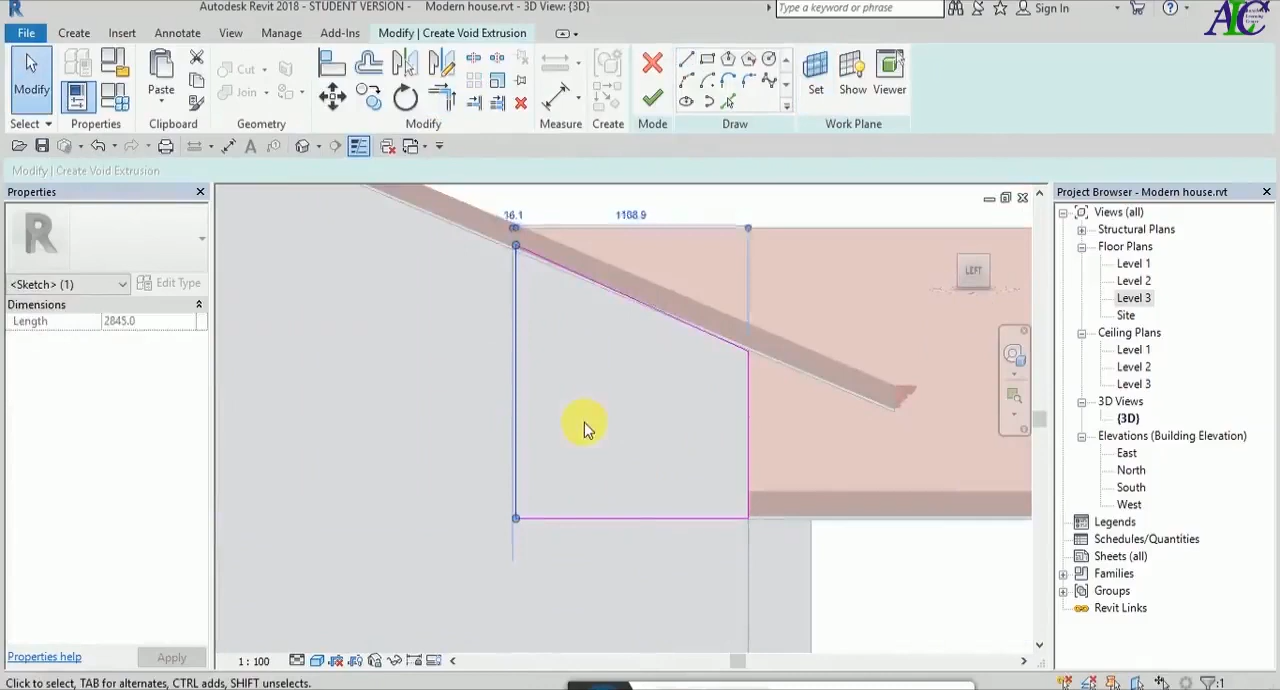 Autodesk Revit 2018 - STUDENT VERSION - Modern house.rvt - 3D View: {3D}
Type a keyword or phrase
Sign In
ALC
File
Create
Insert
Annotate
View
Manage
Add-Ins
Modify | Create Void Extrusion
Modify
Paste
Cut
Join
Set
Show
Viewer
Select
Properties
Clipboard
Geometry
Modify
Measure
Create
Mode
Draw
Work Plane
Modify | Create Void Extrusion
Properties
R
<Sketch> (1)
Edit Type
Dimensions
Length
2845.0
Properties help
Apply
16.1
1108.9
LEFT
1 : 100
Project Browser - Modern house.rvt
Views (all)
Structural Plans
Floor Plans
Level 1
Level 2
Level 3
Site
Ceiling Plans
Level 1
Level 2
Level 3
3D Views
{3D}
Elevations (Building Elevation)
East
North
South
West
Legends
Schedules/Quantities
Sheets (all)
Families
Groups
Revit Links
Click to select, TAB for alternates, CTRL adds, SHIFT unselects.
:1